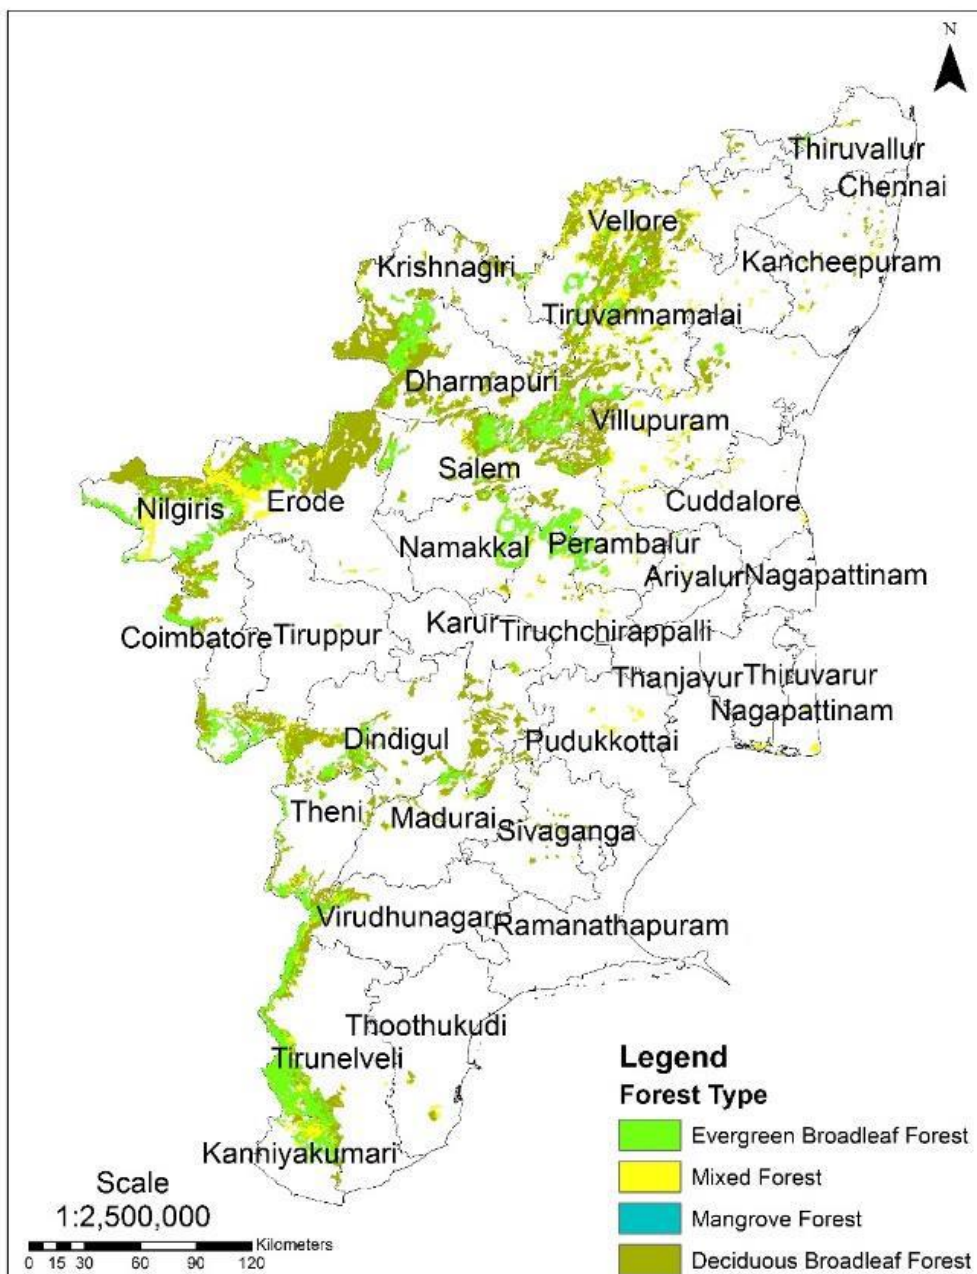 N
Thiruvallur
Chennai
Vellore
Kancheepuram
Krishnagiri
Tiruvannamalai
Dharmapuri
Villupuram
Salem
Cuddalore
Nilgiris
Erode
Namakkal
Perambalur
Ariyalur
Nagapattinam
Coimbatore
Tiruppur
Karur
Tiruchchirappalli
Thanjavur
Thiruvarur
Nagapattinam
Dindigul
Pudukkottai
Theni
Madurai
Sivaganga
Virudhunagar
Ramanathapuram
Thoothukudi
Tirunelveli
Kanniyakumari
Legend
Forest Type
Evergreen Broadleaf Forest
Mixed Forest
Mangrove Forest
Deciduous Broadleaf Forest
Scale
1:2,500,000
Kilometers
0 15 30 60 90 120